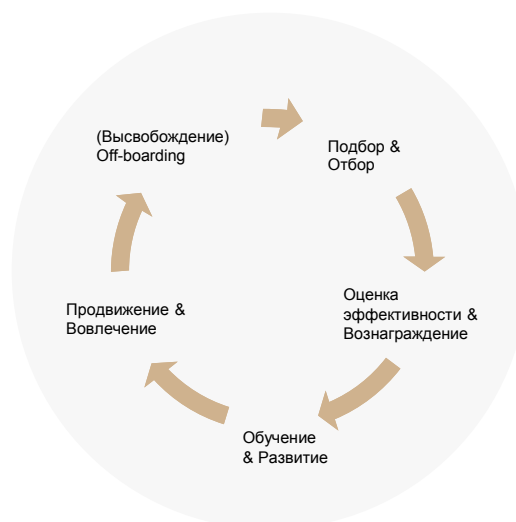 (Высвобождение)
Off-boarding
Подбор &
Отбор
Оценка
эффективности &
Вознаграждение
Обучение
& Развитие
Продвижение &
Вовлечение